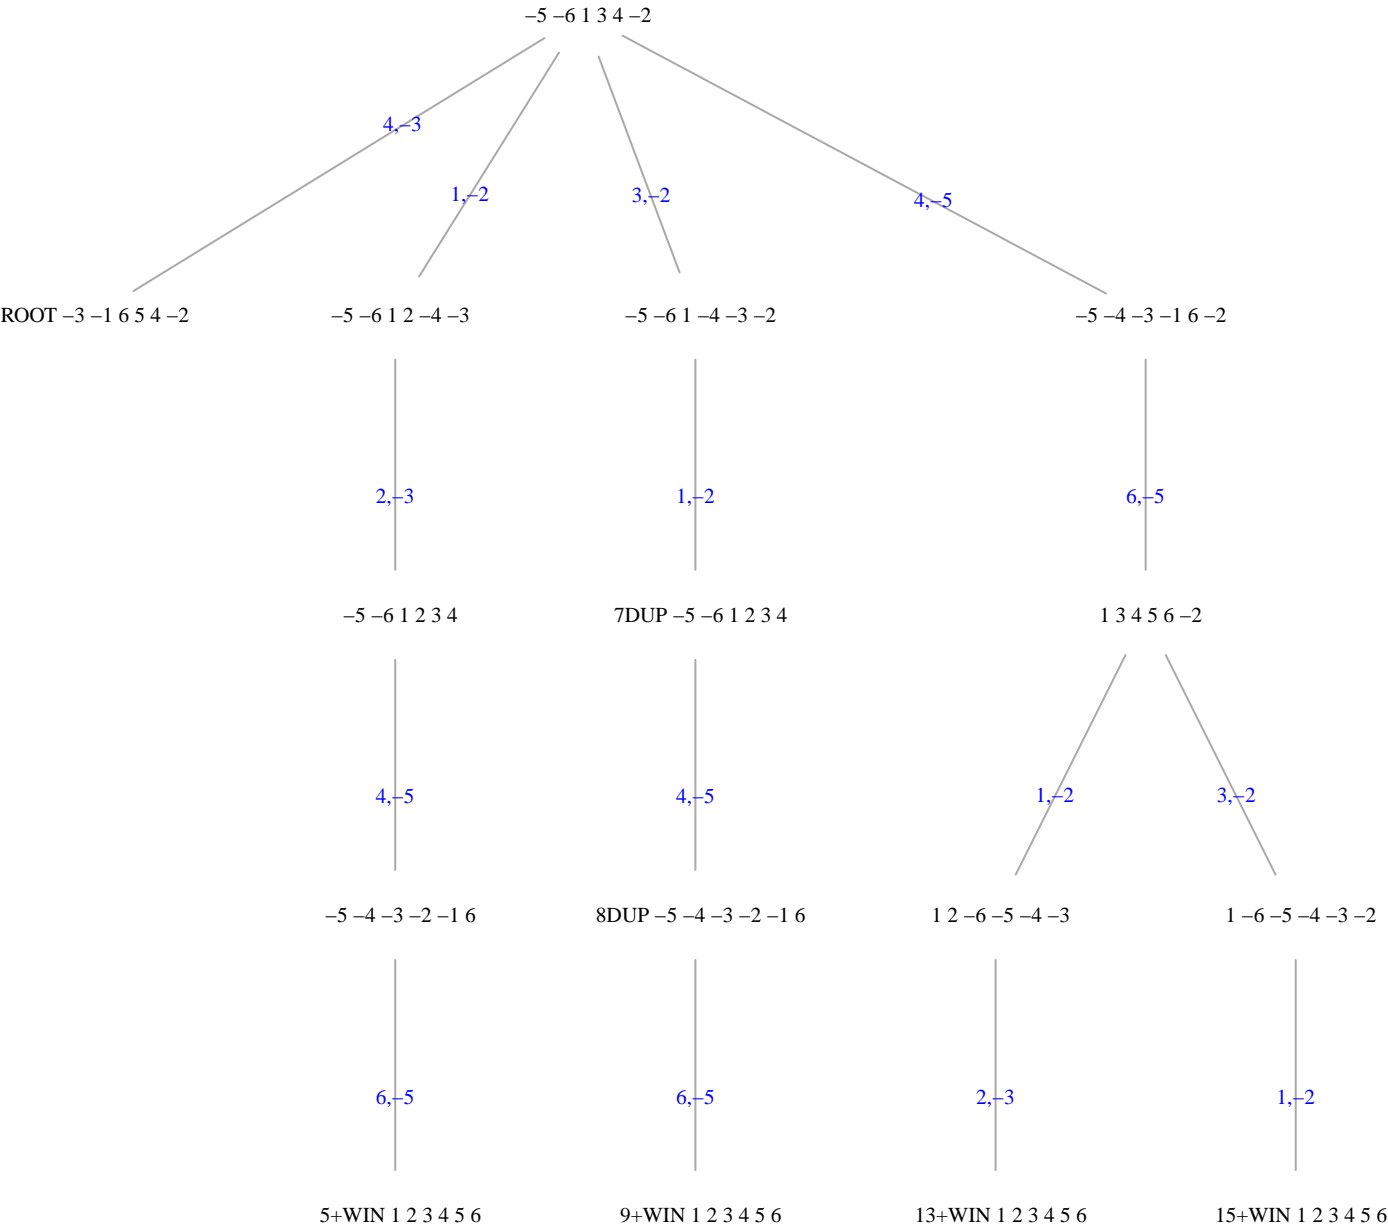 −5 −6 1 3 4 −2
4,−3
1,−2
3,−2
4,−5
ROOT −3 −1 6 5 4 −2
−5 −6 1 2 −4 −3
−5 −6 1 −4 −3 −2
−5 −4 −3 −1 6 −2
2,−3
1,−2
6,−5
−5 −6 1 2 3 4
7DUP −5 −6 1 2 3 4
1 3 4 5 6 −2
4,−5
4,−5
1,−2
3,−2
−5 −4 −3 −2 −1 6
8DUP −5 −4 −3 −2 −1 6
1 2 −6 −5 −4 −3
1 −6 −5 −4 −3 −2
6,−5
6,−5
2,−3
1,−2
5+WIN 1 2 3 4 5 6
9+WIN 1 2 3 4 5 6
13+WIN 1 2 3 4 5 6
15+WIN 1 2 3 4 5 6